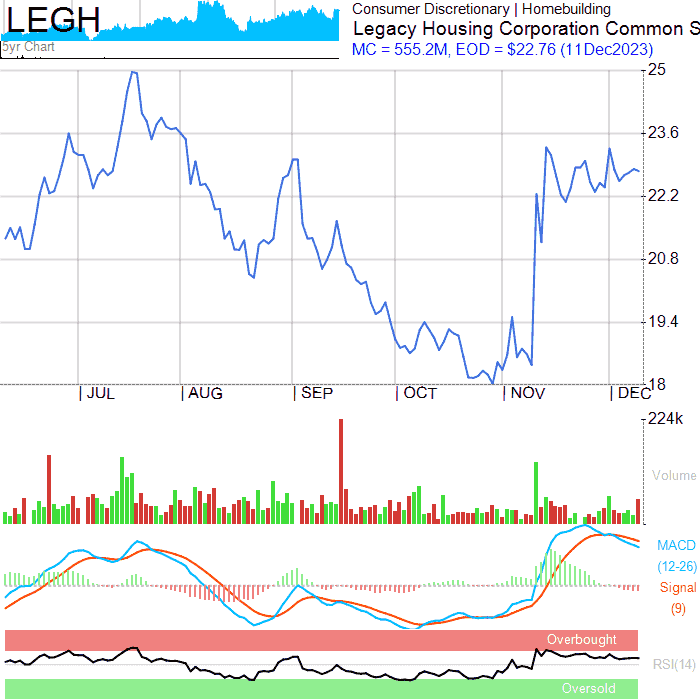 LEGH
5yr Chart
Consumer Discretionary | Homebuilding
Legacy Housing Corporation Common S
MC = 555.2M, EOD = $22.76 (11Dec2023)
25
23.6
22.2
20.8
19.4
18
| JUL | AUG | SEP | OCT | NOV | DEC
224k
Volume
MACD
(12-26)
Signal
(9)
Overbought
RSI(14)
Oversold